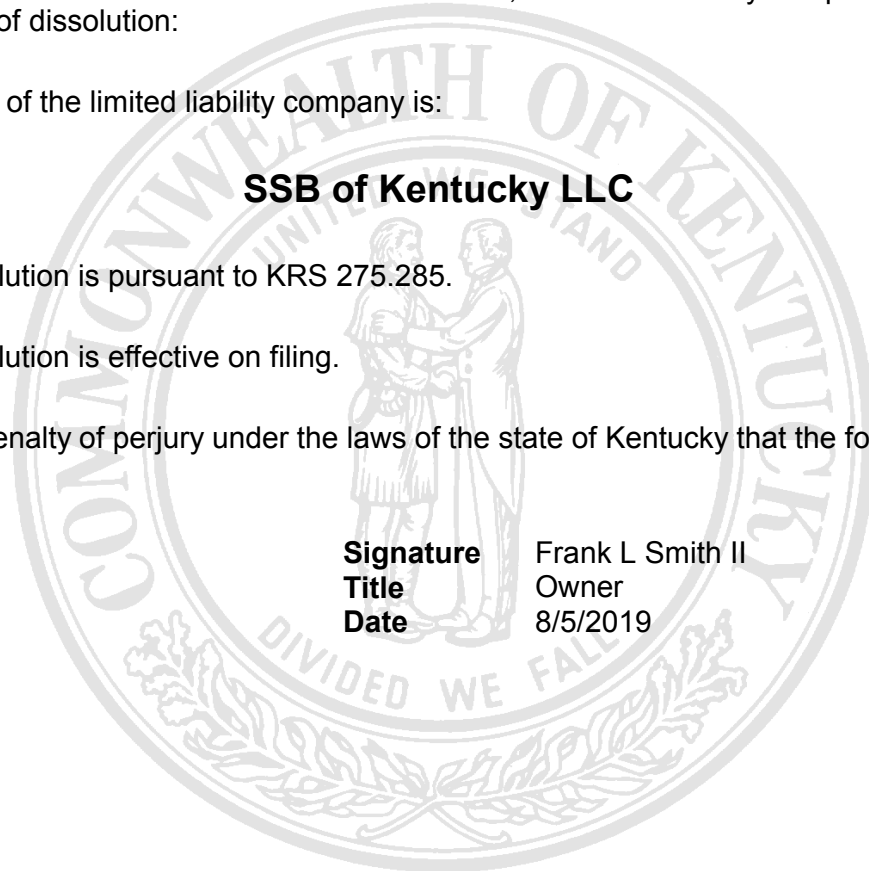 of dissolution:
of the limited liability company is:
SSB of Kentucky LLC
lution is pursuant to KRS 275.285.
lution is effective on filing.
enalty of perjury under the laws of the state of Kentucky that the fo
Signature Frank L Smith II
Title Owner
Date 8/5/2019
COMMONWEALTH OF KENTUCKY
UNITED WE STAND
DIVIDED WE FALL